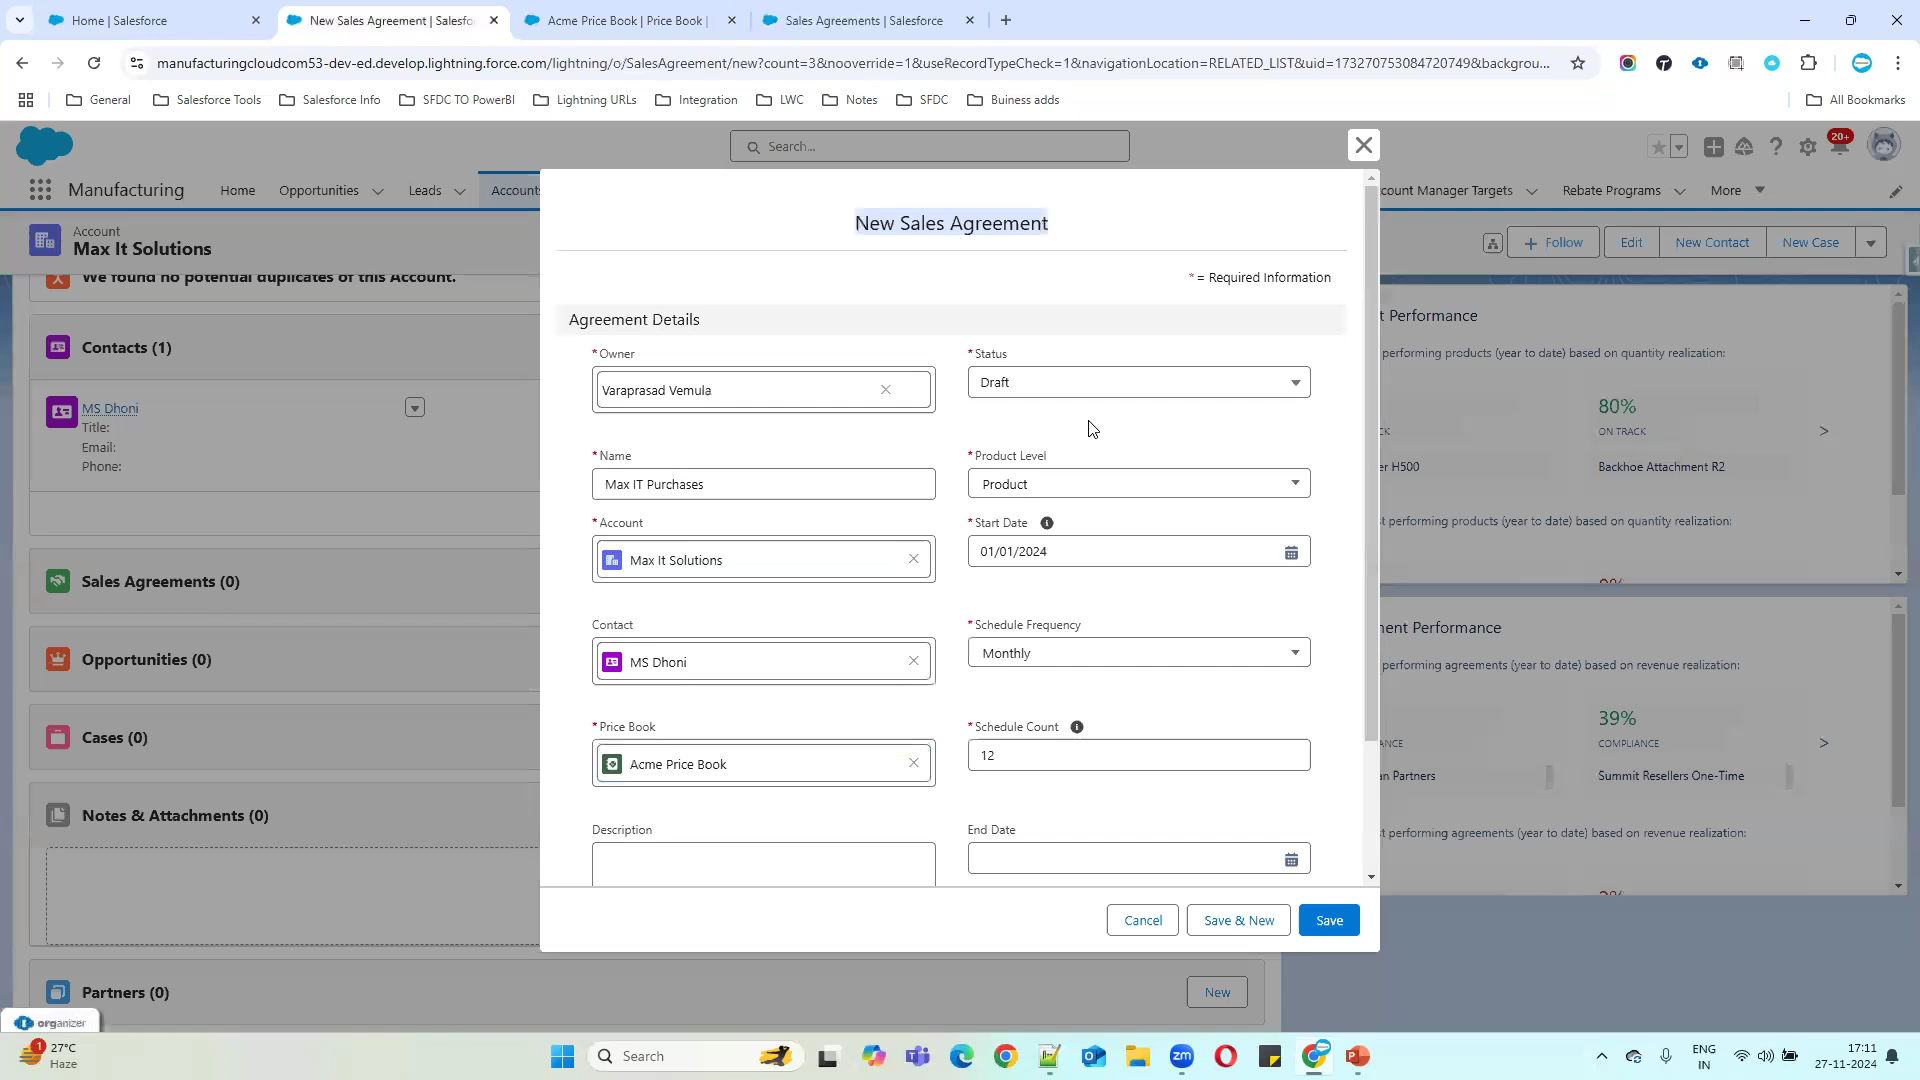 Home | Salesforce
New Sales Agreement | Salesfo
Acme Price Book | Price Book |
Sales Agreements | Salesforce
manufacturingcloudcom53-dev-ed.develop.lightning.force.com/lightning/o/SalesAgreement/new?count=3&nooverride=1&useRecordTypeCheck=1&navigationLocation=RELATED_LIST&uid=173270753084720749&backgrou...
General
Salesforce Tools
Salesforce Info
SFDC TO PowerBI
Lightning URLs
Integration
LWC
Notes
SFDC
Buiness adds
All Bookmarks
Search...
20+
Manufacturing
Home
Opportunities
Leads
Accounts
ccount Manager Targets
Rebate Programs
More
Account
Max It Solutions
Follow
Edit
New Contact
New Case
We found no potential duplicates of this Account.
Contacts (1)
MS Dhoni
Title:
Email:
Phone:
Sales Agreements (0)
Opportunities (0)
Cases (0)
Notes & Attachments (0)
Partners (0)
New
New Sales Agreement
* = Required Information
Agreement Details
* Owner
Varaprasad Vemula
* Status
Draft
* Name
Max IT Purchases
* Product Level
Product
* Account
Max It Solutions
* Start Date
01/01/2024
Contact
MS Dhoni
* Schedule Frequency
Monthly
* Price Book
Acme Price Book
* Schedule Count
12
Description
End Date
Cancel
Save & New
Save
t Performance
performing products (year to date) based on quantity realization:
80%
CK
ON TRACK
er H500
Backhoe Attachment R2
t performing products (year to date) based on quantity realization:
ment Performance
performing agreements (year to date) based on revenue realization:
39%
ANCE
COMPLIANCE
an Partners
Summit Resellers One-Time
t performing agreements (year to date) based on revenue realization:
organizer
1
27°C
Haze
Search
ENG
IN
17:11
27-11-2024